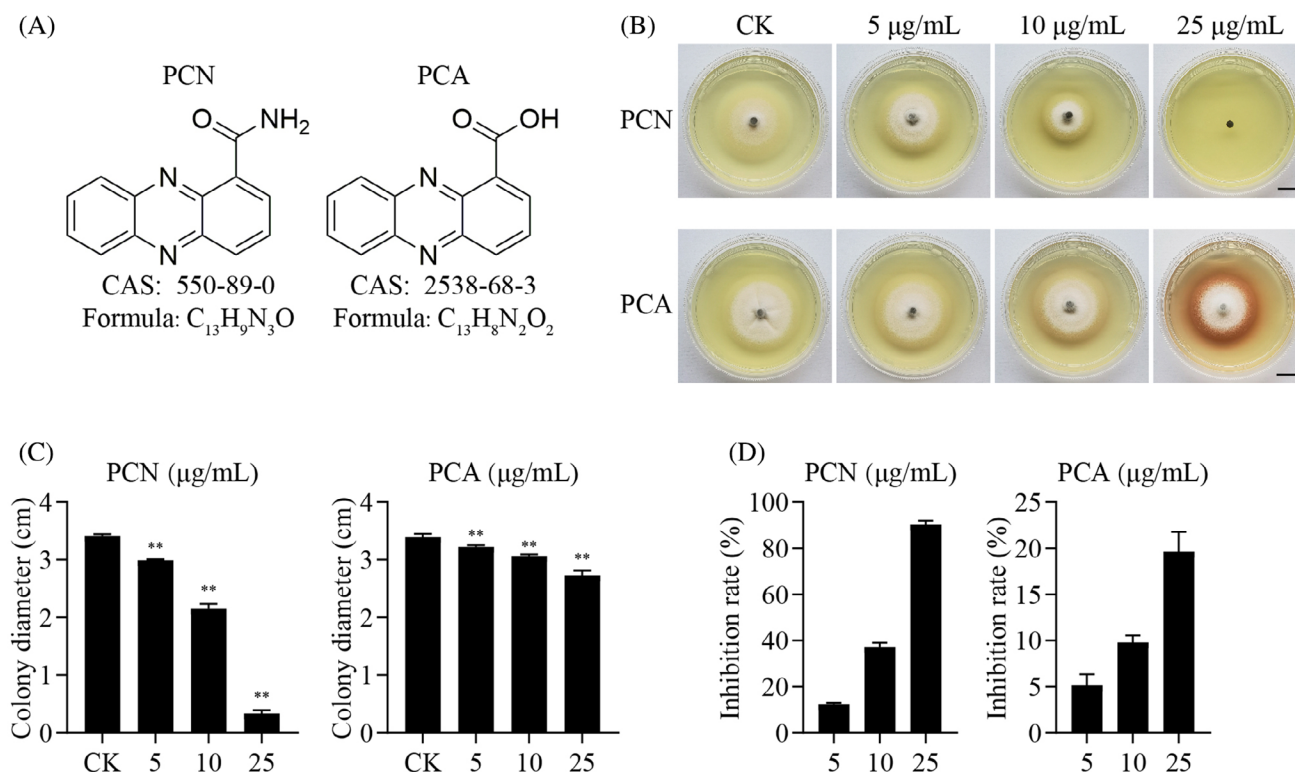 (A)
PCN
PCA
O
NH₂
O
OH
N
N
N
N
CAS: 550-89-0
CAS: 2538-68-3
Formula: C₁₃H₉N₃O
Formula: C₁₃H₈N₂O₂
(B)
CK
5 μg/mL
10 μg/mL
25 μg/mL
PCN
PCA
(C)
PCN (μg/mL)
Colony diameter (cm)
4
3
2
1
0
**
**
**
CK
5
10
25
PCA (μg/mL)
Colony diameter (cm)
4
3
2
1
0
**
**
**
CK
5
10
25
(D)
PCN (μg/mL)
Inhibition rate (%)
100
80
60
40
20
0
5
10
25
PCA (μg/mL)
Inhibition rate (%)
25
20
15
10
5
0
5
10
25